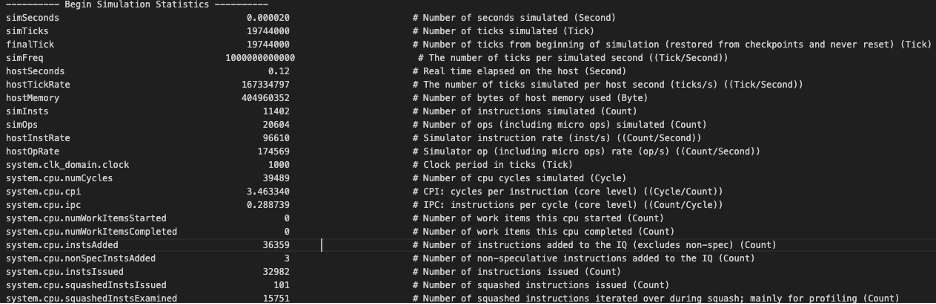 ---------- Begin Simulation Statistics ----------
simSeconds 0.000020 # Number of seconds simulated (Second)
simTicks 19744000 # Number of ticks simulated (Tick)
finalTick 19744000 # Number of ticks from beginning of simulation (restored from checkpoints and never reset) (Tick)
simFreq 1000000000000 # The number of ticks per simulated second ((Tick/Second))
hostSeconds 0.12 # Real time elapsed on the host (Second)
hostTickRate 167334797 # The number of ticks simulated per host second (ticks/s) ((Tick/Second))
hostMemory 404960352 # Number of bytes of host memory used (Byte)
simInsts 11402 # Number of instructions simulated (Count)
simOps 20604 # Number of ops (including micro ops) simulated (Count)
hostInstRate 96610 # Simulator instruction rate (inst/s) ((Count/Second))
hostOpRate 174569 # Simulator op (including micro ops) rate (op/s) ((Count/Second))
system.clk_domain.clock 1000 # Clock period in ticks (Tick)
system.cpu.numCycles 39489 # Number of cpu cycles simulated (Cycle)
system.cpu.cpi 3.463340 # CPI: cycles per instruction (core level) ((Cycle/Count))
system.cpu.ipc 0.288739 # IPC: instructions per cycle (core level) ((Count/Cycle))
system.cpu.numWorkItemsStarted 0 # Number of work items this cpu started (Count)
system.cpu.numWorkItemsCompleted 0 # Number of work items this cpu completed (Count)
system.cpu.instsAdded 36359 # Number of instructions added to the IQ (excludes non-spec) (Count)
system.cpu.nonSpecInstsAdded 3 # Number of non-speculative instructions added to the IQ (Count)
system.cpu.instsIssued 32982 # Number of instructions issued (Count)
system.cpu.squashedInstsIssued 101 # Number of squashed instructions issued (Count)
system.cpu.squashedInstsExamined 15751 # Number of squashed instructions iterated over during squash; mainly for profiling (Count)